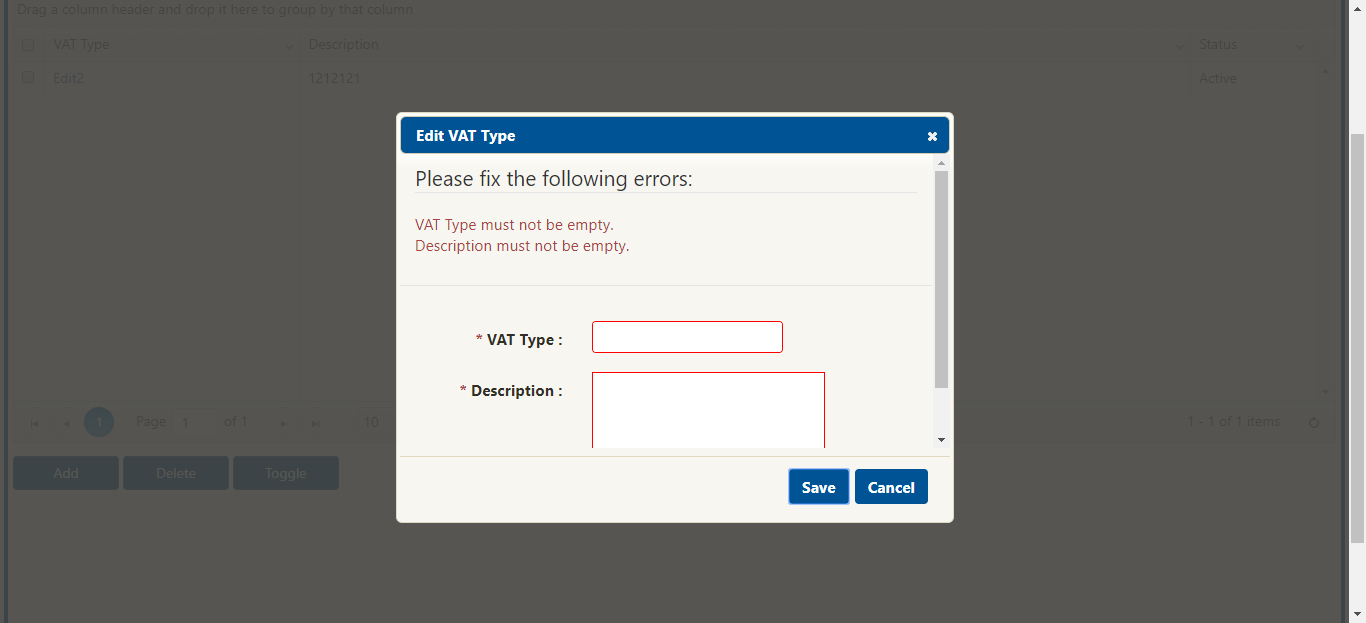 Drag a column header and drop it here to group by that column
VAT Type Description Status
Edit2 1212121 Active
Edit VAT Type
Please fix the following errors:
VAT Type must not be empty.
Description must not be empty.
* VAT Type :
* Description :
1 Page 1 of 1 10 1 - 1 of 1 items
Add Delete Toggle
Save Cancel